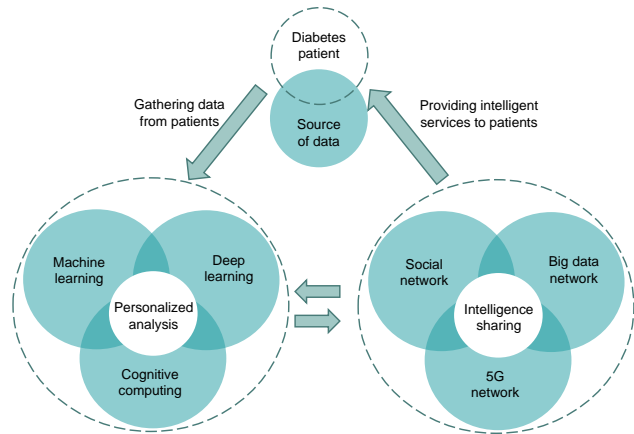 Diabetes
patient
Gathering data
from patients
Providing intelligent
services to patients
Source
of data
Machine
learning
Deep
learning
Personalized
analysis
Cognitive
computing
Social
network
Big data
network
Intelligence
sharing
5G
network